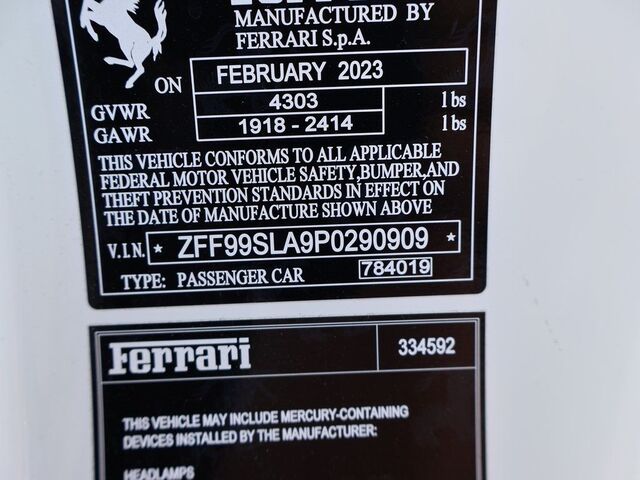 MANUFACTURED BY
FERRARI S.p.A.
ON FEBRUARY 2023
GVWR 4303 lbs
GAWR 1918 - 2414 lbs
THIS VEHICLE CONFORMS TO ALL APPLICABLE
FEDERAL MOTOR VEHICLE SAFETY,BUMPER,AND
THEFT PREVENTION STANDARDS IN EFFECT ON
THE DATE OF MANUFACTURE SHOWN ABOVE
V.I.N. * ZFF99SLA9P0290909 *
TYPE: PASSENGER CAR 784019
Ferrari 334592
THIS VEHICLE MAY INCLUDE MERCURY-CONTAINING
DEVICES INSTALLED BY THE MANUFACTURER:
HEADLAMPS